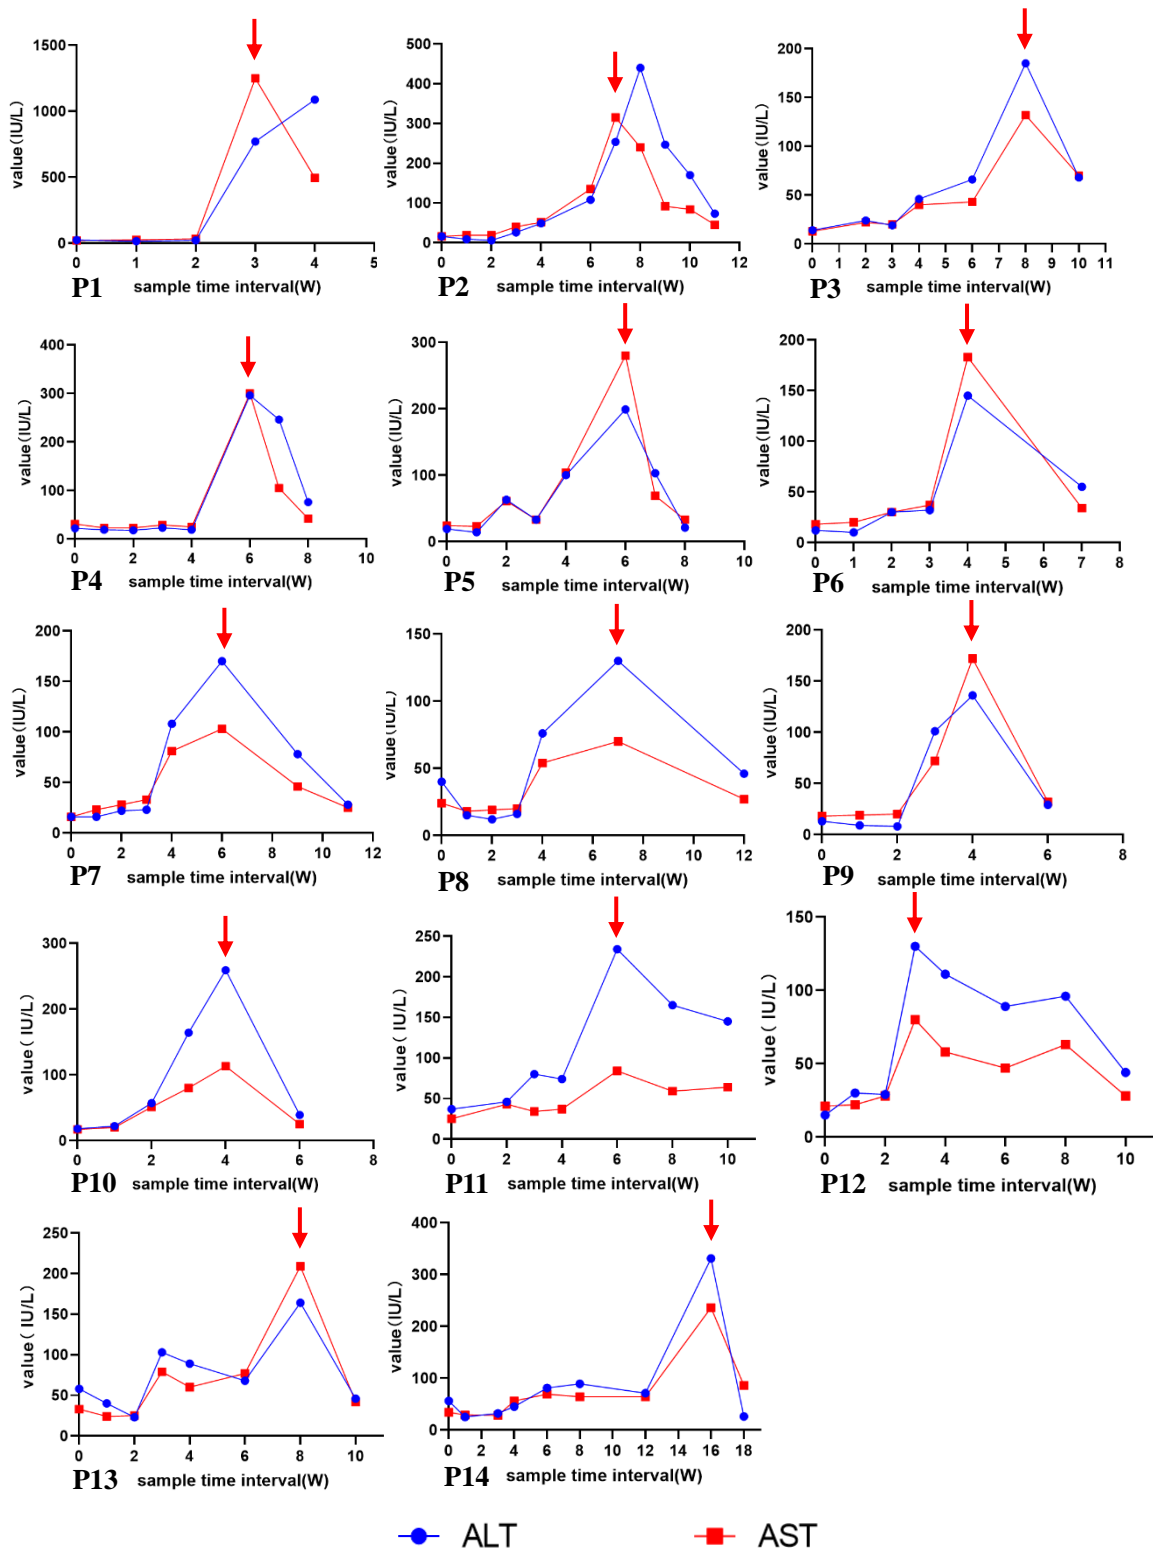 1500
1000
500
0
value(IU/L)
0 1 2 3 4 5
P1 sample time interval(W)
500
400
300
200
100
0
value(IU/L)
0 2 4 6 8 10 12
P2 sample time interval(W)
200
150
100
50
0
value(IU/L)
0 1 2 3 4 5 6 7 8 9 10 11
P3 sample time interval(W)
400
300
200
100
0
value(IU/L)
0 2 4 6 8 10
P4 sample time interval(W)
300
200
100
0
value(IU/L)
0 2 4 6 8 10
P5 sample time interval(W)
200
150
100
50
0
value(IU/L)
0 1 2 3 4 5 6 7 8
P6 sample time interval(W)
200
150
100
50
0
value(IU/L)
0 2 4 6 8 10 12
P7 sample time interval(W)
150
100
50
0
value(IU/L)
0 2 4 6 8 10 12
P8 sample time interval(W)
200
150
100
50
0
value(IU/L)
0 2 4 6 8
P9 sample time interval(W)
300
200
100
0
value( IU/L)
0 2 4 6 8
P10 sample time interval(W)
250
200
150
100
50
0
value( IU/L)
0 2 4 6 8 10
P11 sample time interval(W)
150
100
50
0
value( IU/L)
0 2 4 6 8 10
P12 sample time interval(W)
250
200
150
100
50
0
value( IU/L)
0 2 4 6 8 10
P13 sample time interval(W)
400
300
200
100
0
value(IU/L)
0 2 4 6 8 10 12 14 16 18
P14 sample time interval(W)
ALT AST